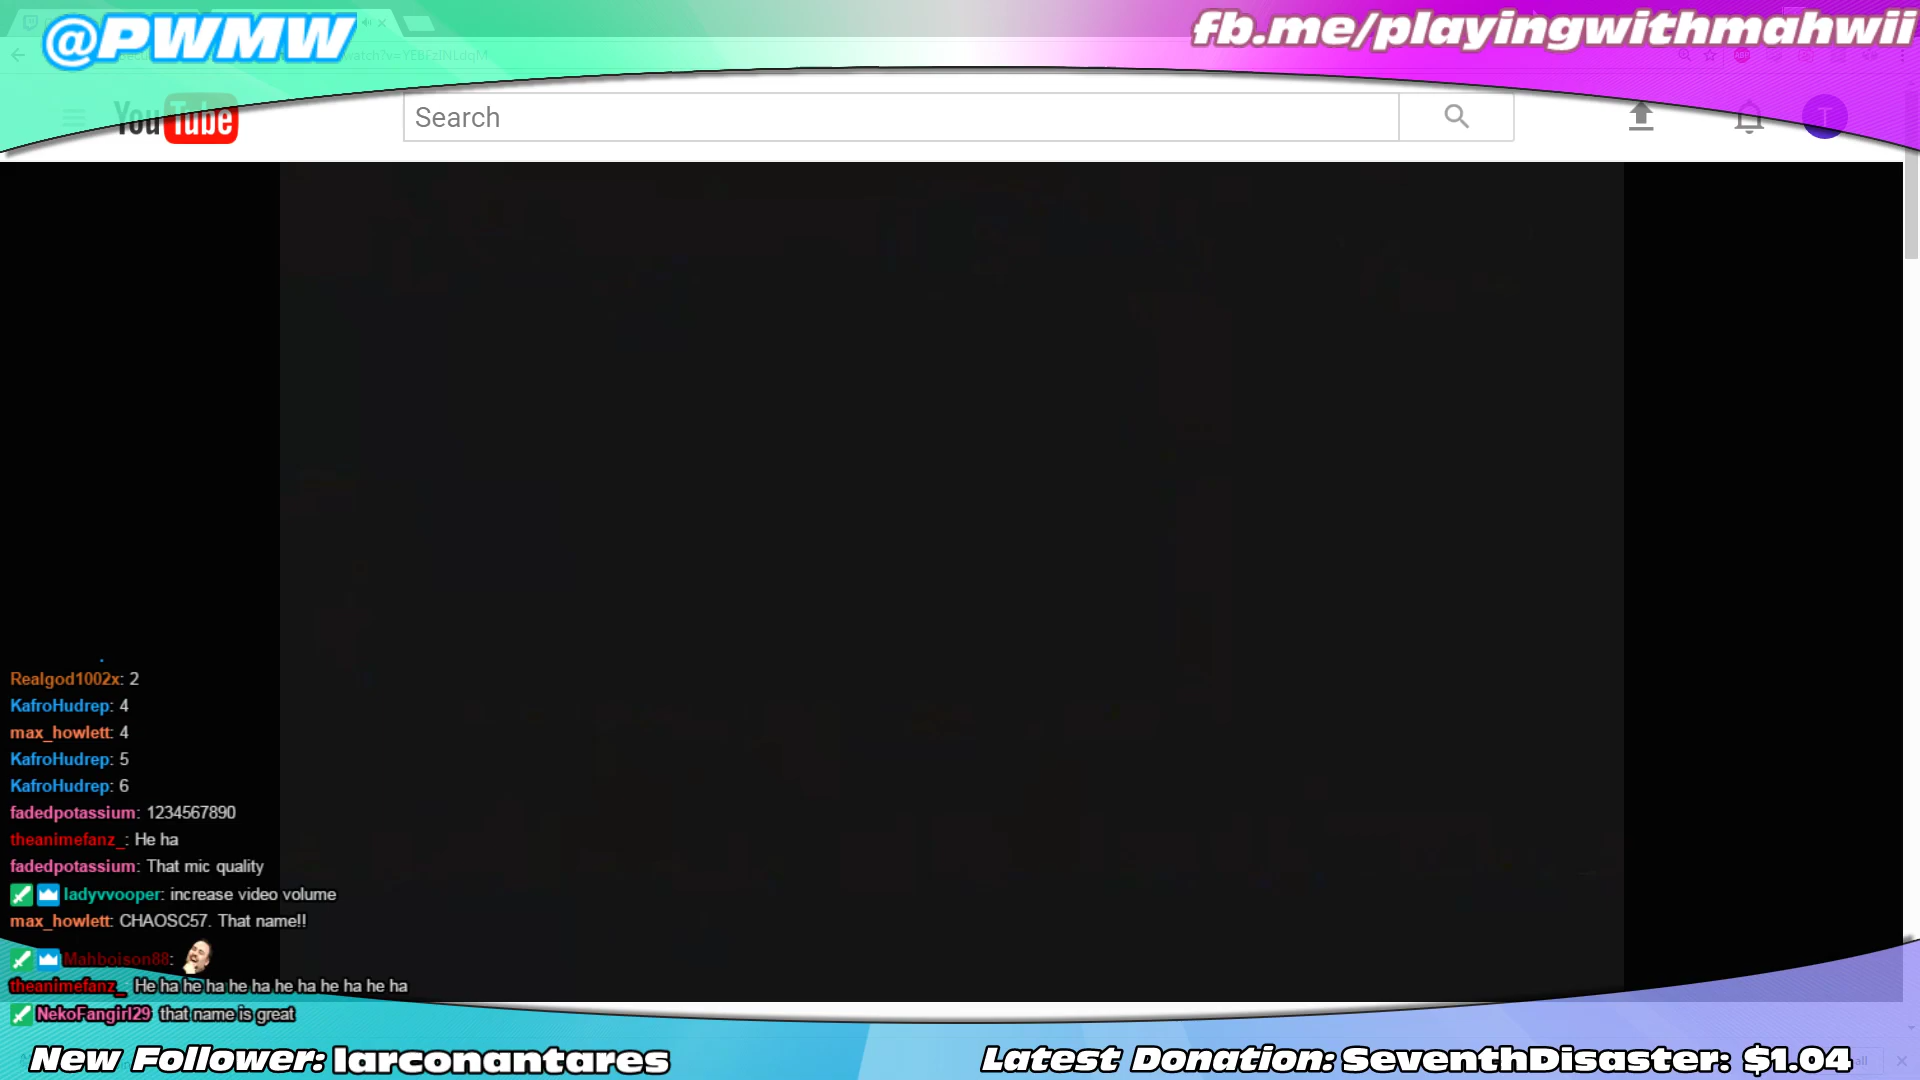 @PWMW
fb.me/playingwithmahwii
watch?v=YEBFzINLdqM
YouTube
Search
T
Realgod1002x: 2
KafroHudrep: 4
max_howlett: 4
KafroHudrep: 5
KafroHudrep: 6
fadedpotassium: 1234567890
theanimefanz_: He ha
fadedpotassium: That mic quality
ladyvvooper: increase video volume
max_howlett: CHAOSC57. That name!!
Mahboison88:
theanimefanz_ He ha he ha he ha he ha he ha he ha
NekoFangirl29 that name is great
New Follower: larconantares
Latest Donation: SeventhDisaster: $1.04